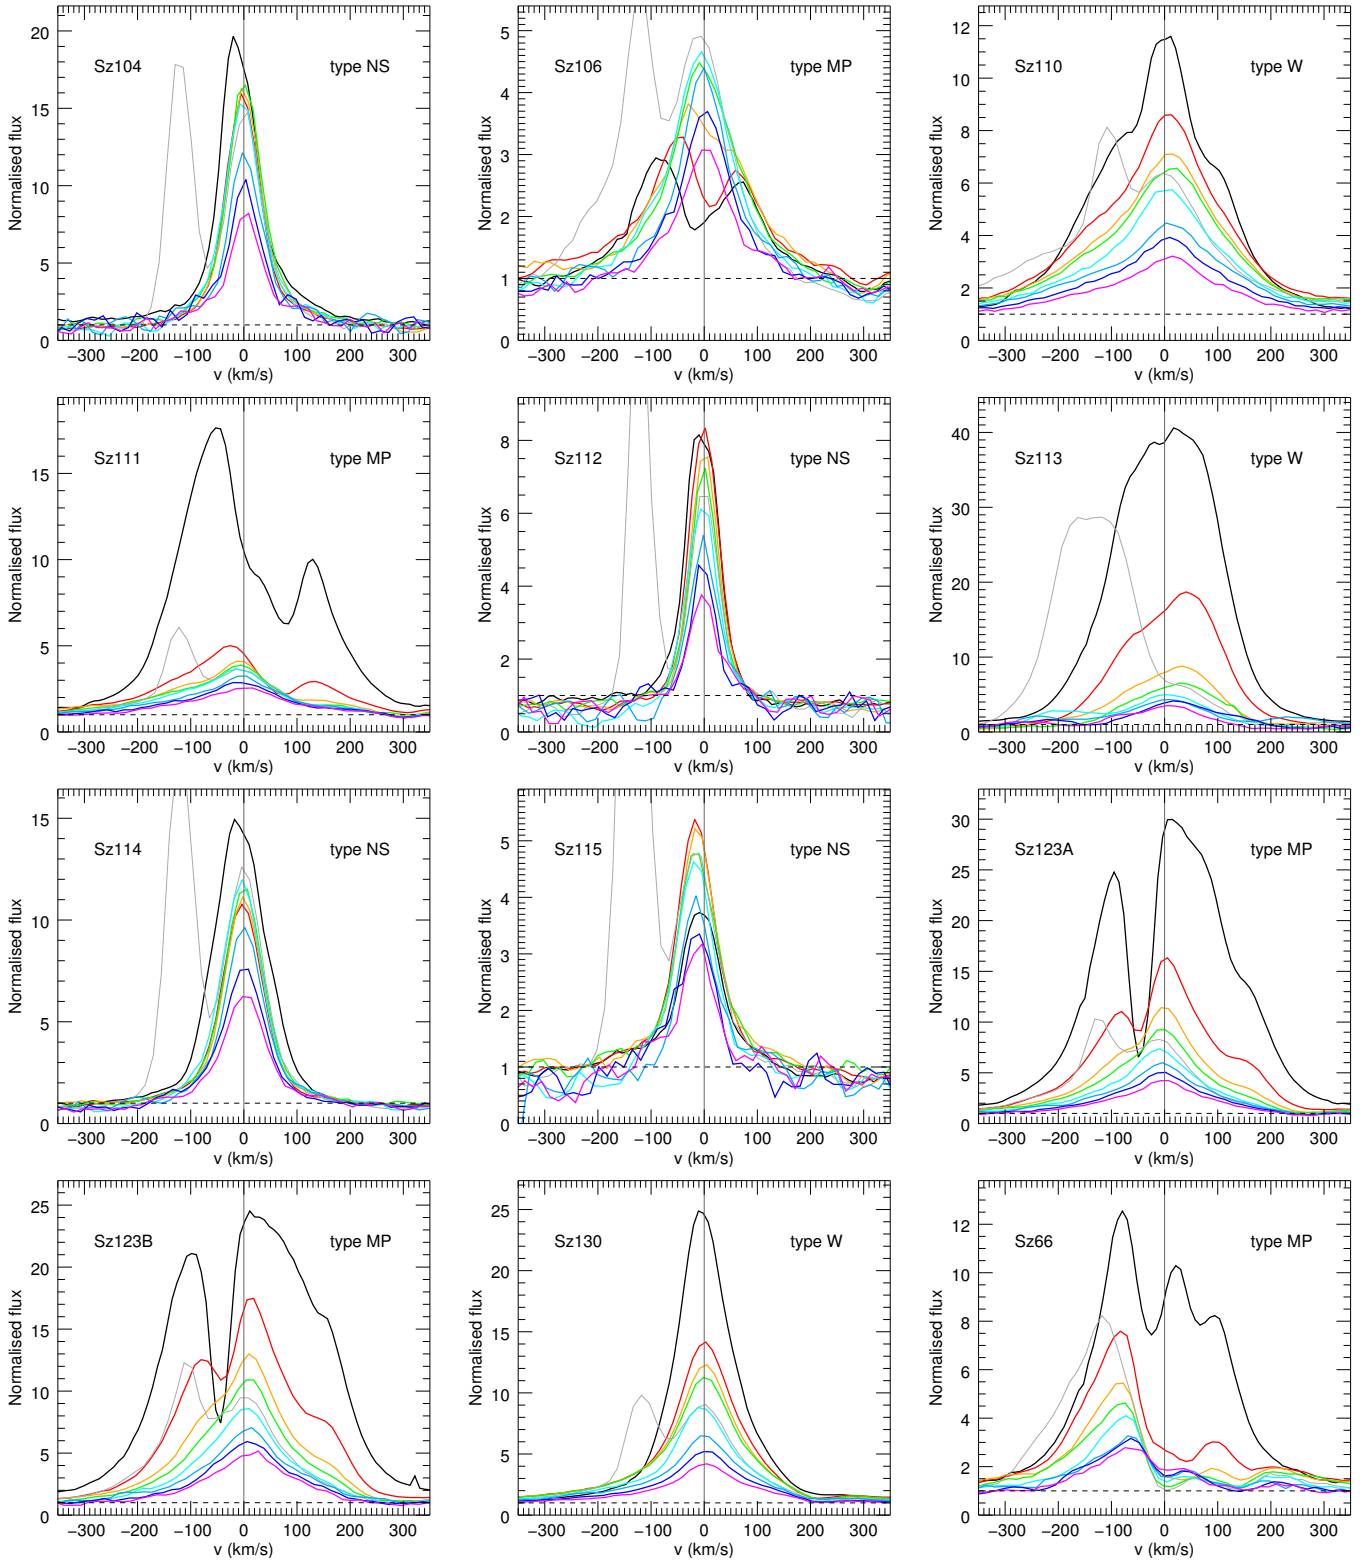 Sz104 type NS
Normalised flux
20
15
10
5
0
−300 −200 −100 0 100 200 300
v (km/s)
Sz106 type MP
Normalised flux
5
4
3
2
1
0
−300 −200 −100 0 100 200 300
v (km/s)
Sz110 type W
Normalised flux
12
10
8
6
4
2
0
−300 −200 −100 0 100 200 300
v (km/s)
Sz111 type MP
Normalised flux
15
10
5
0
−300 −200 −100 0 100 200 300
v (km/s)
Sz112 type NS
Normalised flux
8
6
4
2
0
−300 −200 −100 0 100 200 300
v (km/s)
Sz113 type W
Normalised flux
40
30
20
10
0
−300 −200 −100 0 100 200 300
v (km/s)
Sz114 type NS
Normalised flux
15
10
5
0
−300 −200 −100 0 100 200 300
v (km/s)
Sz115 type NS
Normalised flux
5
4
3
2
1
0
−300 −200 −100 0 100 200 300
v (km/s)
Sz123A type MP
Normalised flux
30
25
20
15
10
5
0
−300 −200 −100 0 100 200 300
v (km/s)
Sz123B type MP
Normalised flux
25
20
15
10
5
0
−300 −200 −100 0 100 200 300
v (km/s)
Sz130 type W
Normalised flux
25
20
15
10
5
0
−300 −200 −100 0 100 200 300
v (km/s)
Sz66 type MP
Normalised flux
12
10
8
6
4
2
0
−300 −200 −100 0 100 200 300
v (km/s)